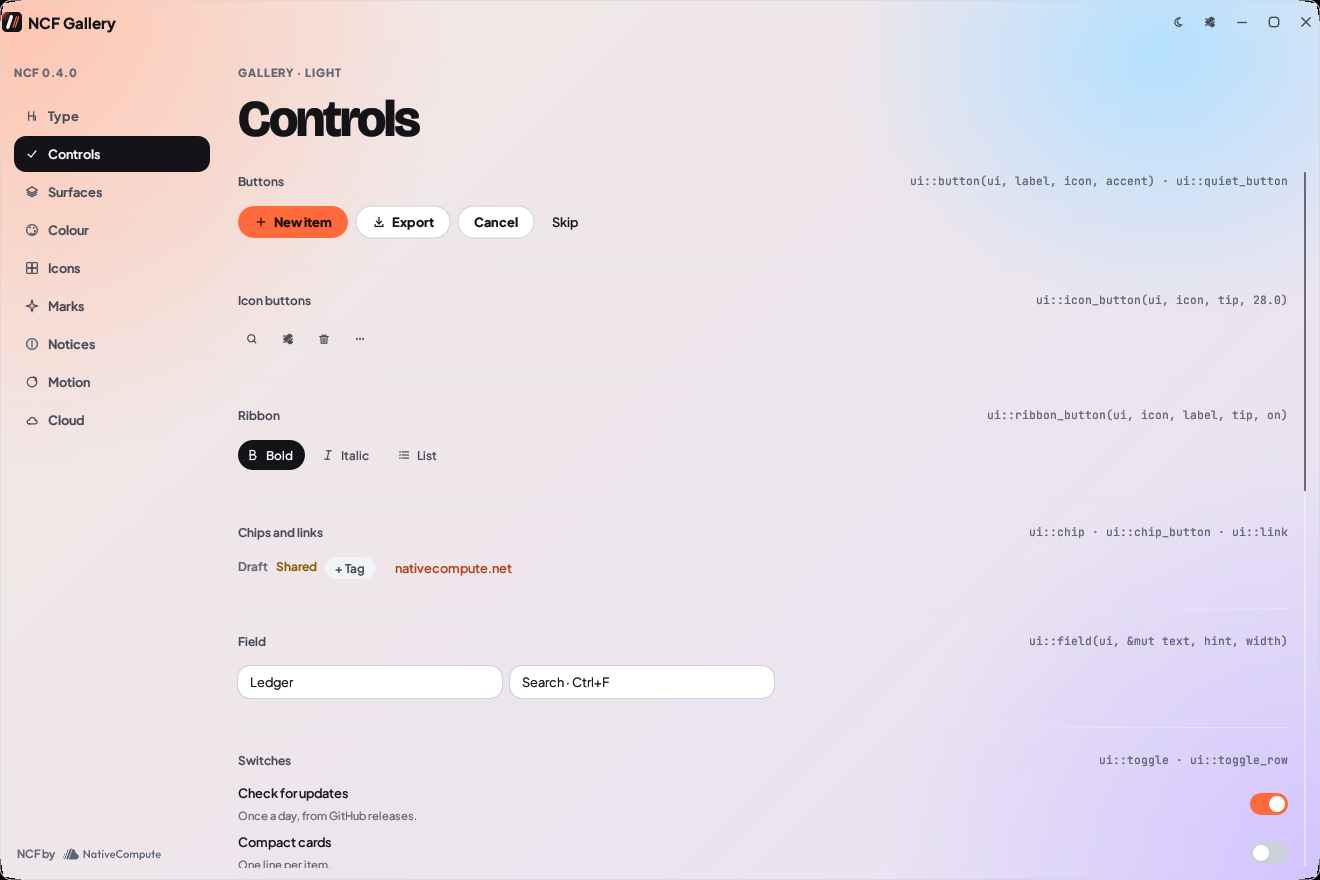 NCF Gallery
NCF 0.4.0
Type
Controls
Surfaces
Colour
Icons
Marks
Notices
Motion
Cloud
NCF by NativeCompute
GALLERY · LIGHT
Controls
Buttons
ui::button(ui, label, icon, accent) · ui::quiet_button
New item
Export
Cancel
Skip
Icon buttons
ui::icon_button(ui, icon, tip, 28.0)
Ribbon
ui::ribbon_button(ui, icon, label, tip, on)
B Bold
I Italic
List
Chips and links
ui::chip · ui::chip_button · ui::link
Draft
Shared
+ Tag
nativecompute.net
Field
ui::field(ui, &mut text, hint, width)
Ledger
Search · Ctrl+F
Switches
ui::toggle · ui::toggle_row
Check for updates
Once a day, from GitHub releases.
Compact cards
One line per item.